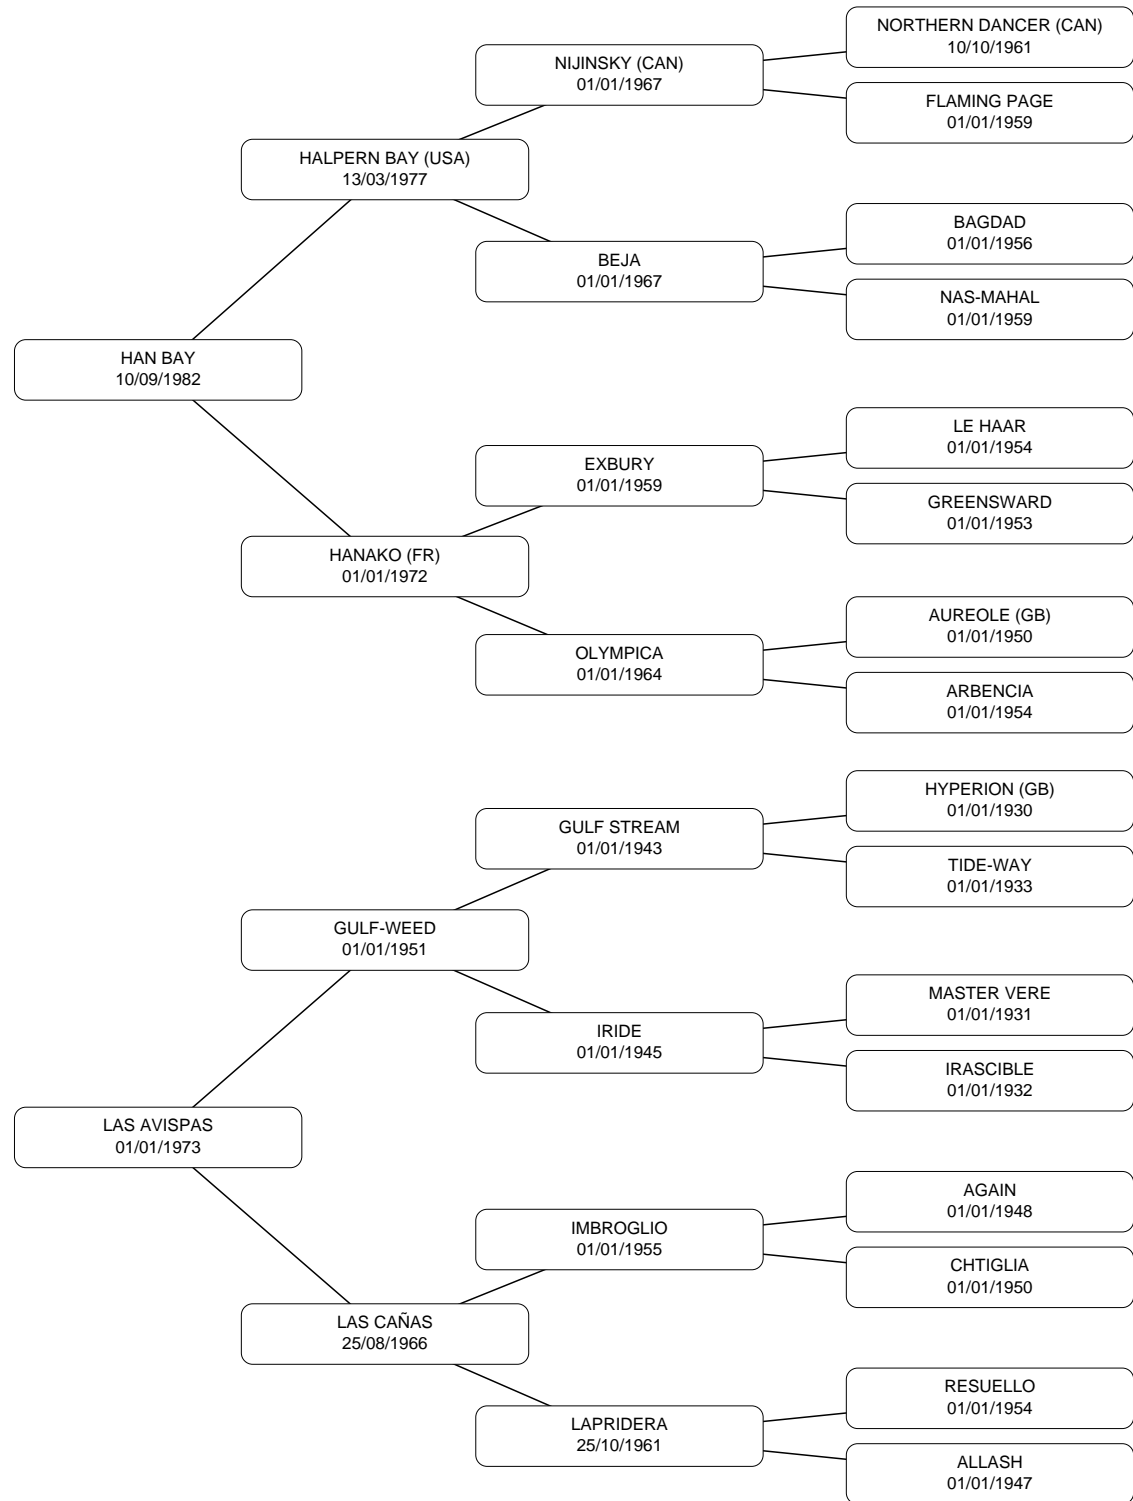 NORTHERN DANCER (CAN)
10/10/1961
NIJINSKY (CAN)
01/01/1967
FLAMING PAGE
01/01/1959
HALPERN BAY (USA)
13/03/1977
BAGDAD
01/01/1956
BEJA
01/01/1967
NAS-MAHAL
01/01/1959
HAN BAY
10/09/1982
LE HAAR
01/01/1954
EXBURY
01/01/1959
GREENSWARD
01/01/1953
HANAKO (FR)
01/01/1972
AUREOLE (GB)
01/01/1950
OLYMPICA
01/01/1964
ARBENCIA
01/01/1954
HYPERION (GB)
01/01/1930
GULF STREAM
01/01/1943
TIDE-WAY
01/01/1933
GULF-WEED
01/01/1951
MASTER VERE
01/01/1931
IRIDE
01/01/1945
IRASCIBLE
01/01/1932
LAS AVISPAS
01/01/1973
AGAIN
01/01/1948
IMBROGLIO
01/01/1955
CHTIGLIA
01/01/1950
LAS CAÑAS
25/08/1966
RESUELLO
01/01/1954
LAPRIDERA
25/10/1961
ALLASH
01/01/1947